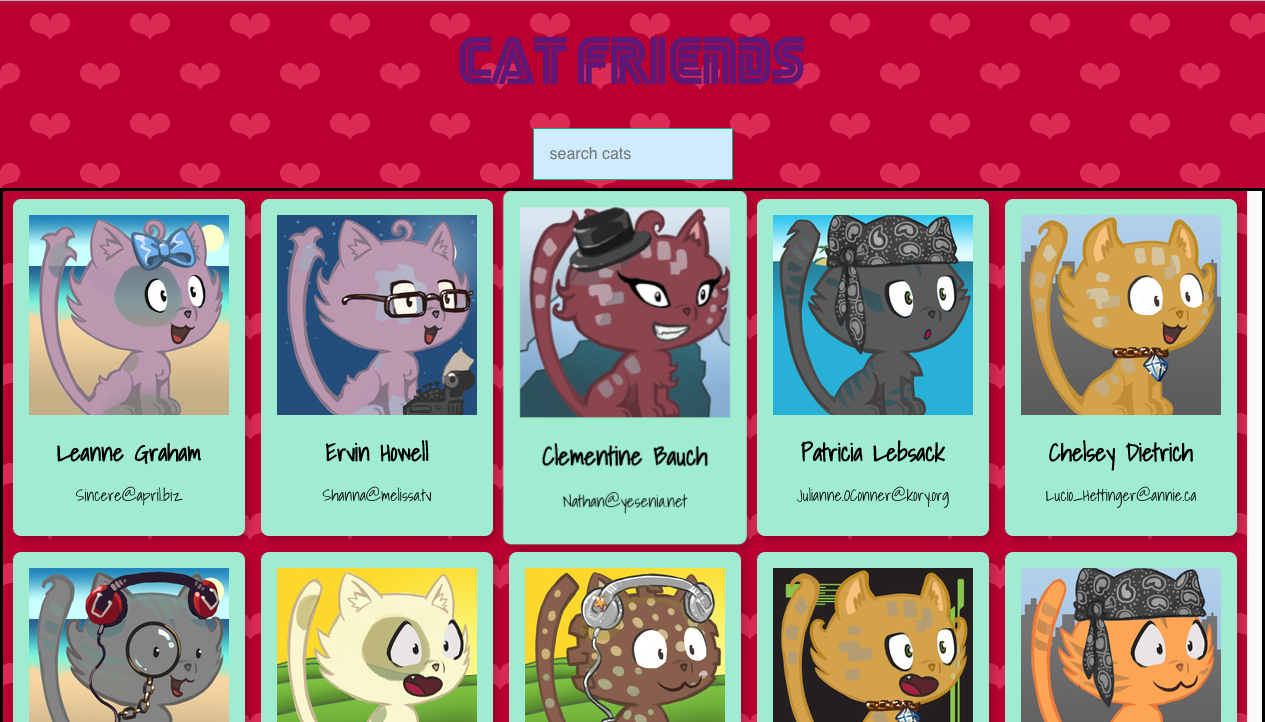 CAT FRIENDS
search cats
Leanne Graham
Sincere@april.biz
Ervin Howell
Shanna@melissa.tv
Clementine Bauch
Nathan@yesenia.net
Patricia Lebsack
Julianne.OConner@kory.org
Chelsey Dietrich
Lucio_Hettinger@annie.ca